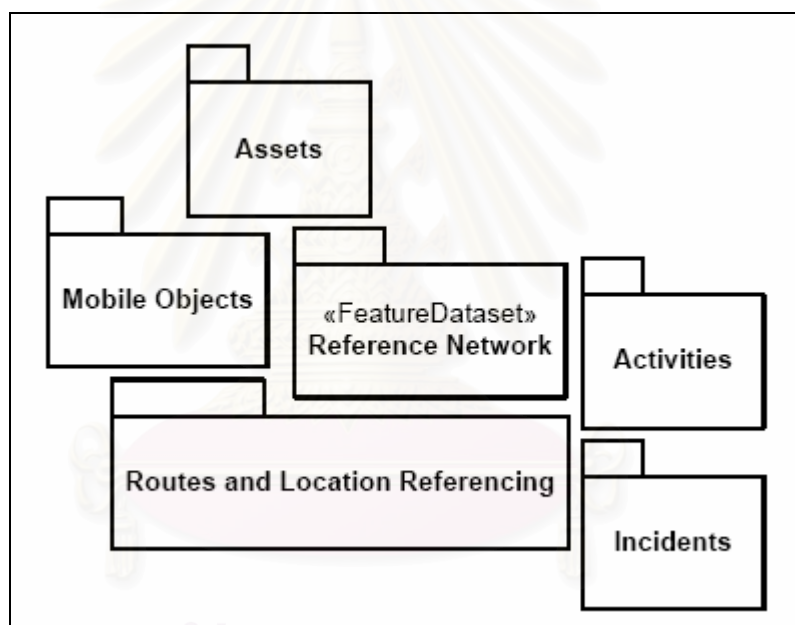 Assets
Mobile Objects
«FeatureDataset»
Reference Network
Activities
Routes and Location Referencing
Incidents